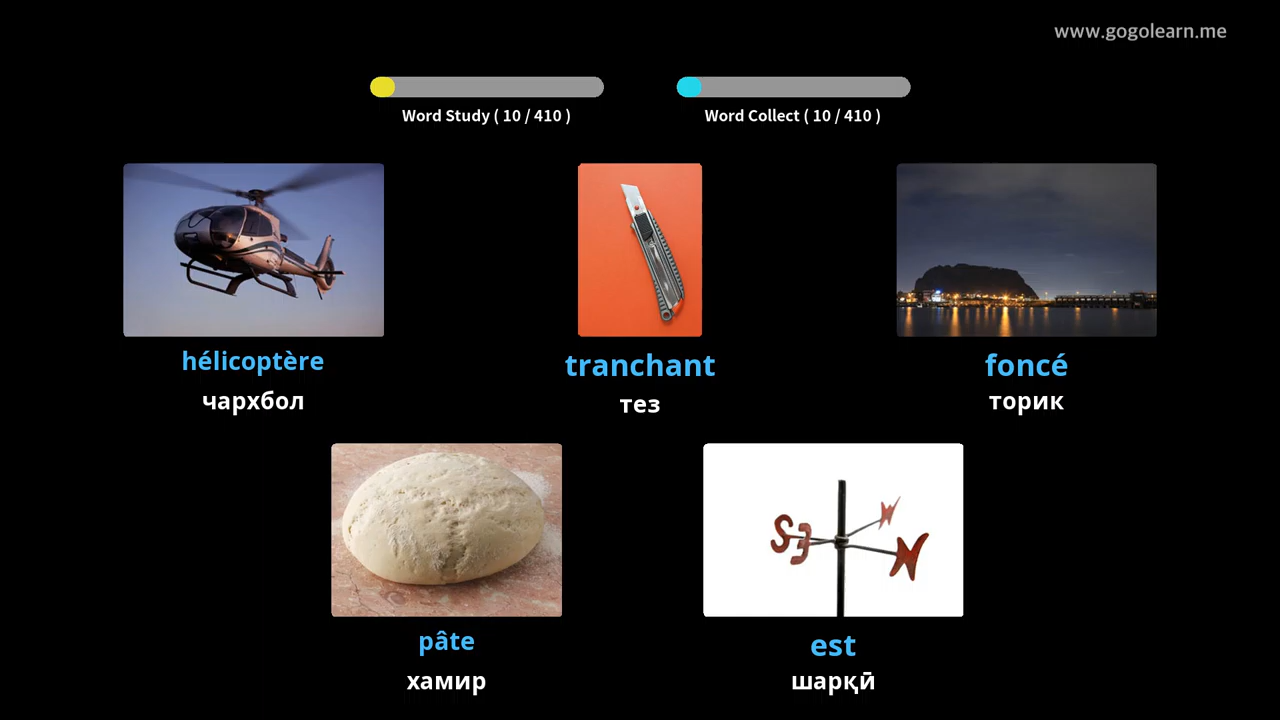 www.gogolearn.me
Word Study ( 10 / 410 )
Word Collect ( 10 / 410 )
hélicoptère
чархбол
tranchant
тез
foncé
торик
pâte
хамир
S E N W
est
шарқӣ